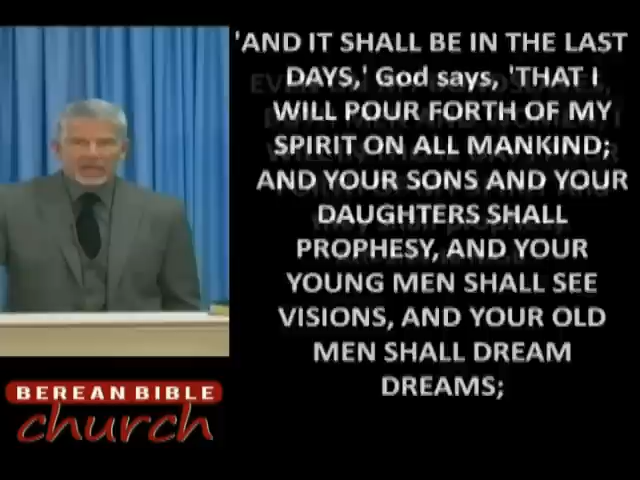 'AND IT SHALL BE IN THE LAST
DAYS,' God says, 'THAT I
WILL POUR FORTH OF MY
SPIRIT ON ALL MANKIND;
AND YOUR SONS AND YOUR
DAUGHTERS SHALL
PROPHESY, AND YOUR
YOUNG MEN SHALL SEE
VISIONS, AND YOUR OLD
MEN SHALL DREAM
DREAMS;
BEREAN BIBLE
church